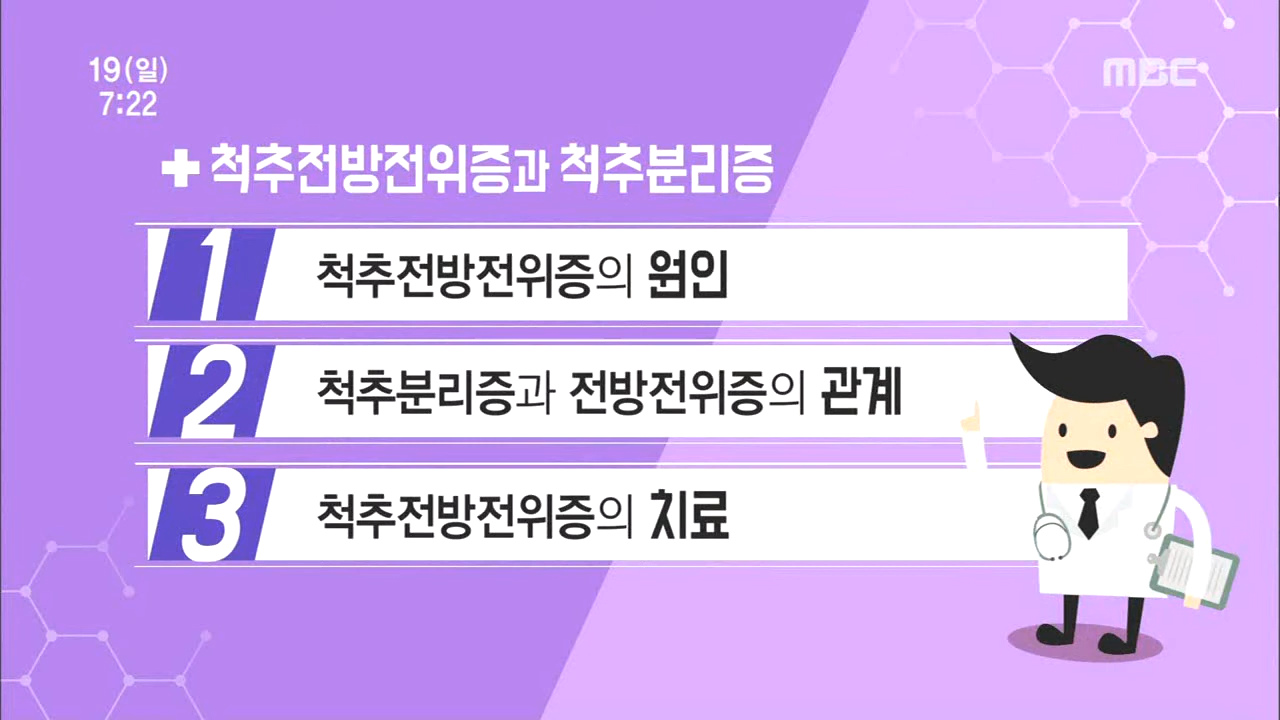 19(일)
7:22
MBC
+ 척추전방전위증과 척추분리증
1 척추전방전위증의 원인
2 척추분리증과 전방전위증의 관계
3 척추전방전위증의 치료